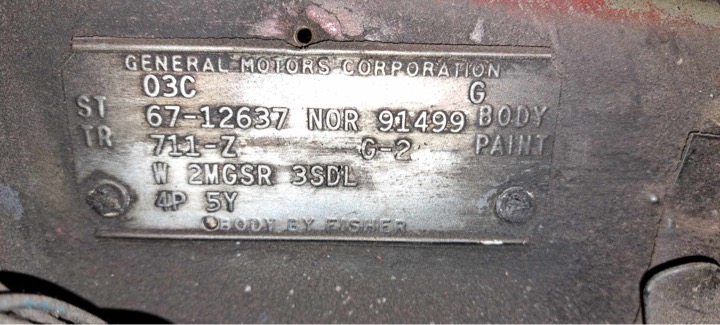 GENERAL MOTORS CORPORATION
03C G
ST 67-12637 NOR 91499 BODY
TR 711-Z G-2 PAINT
W 2MGSR 3SDL
4P 5Y
BODY BY FISHER